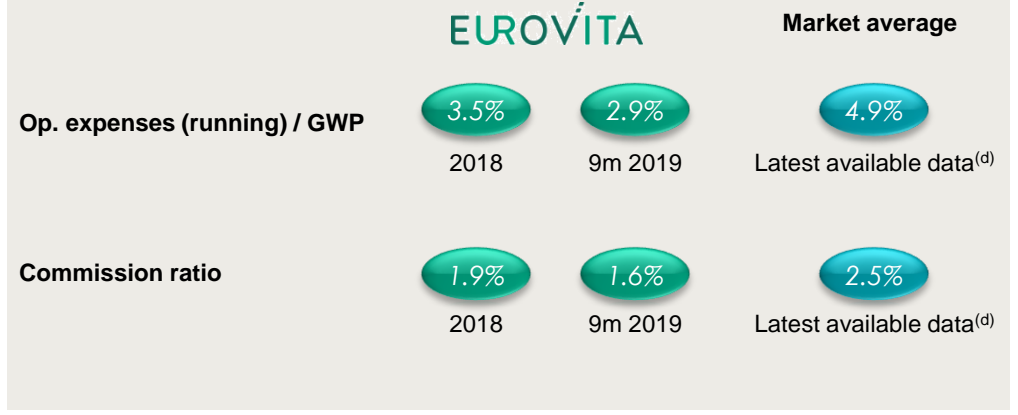 EUROVITA Market average
Op. expenses (running) / GWP 3.5% 2.9% 4.9%
2018 9m 2019 Latest available data(d)
Commission ratio 1.9% 1.6% 2.5%
2018 9m 2019 Latest available data(d)